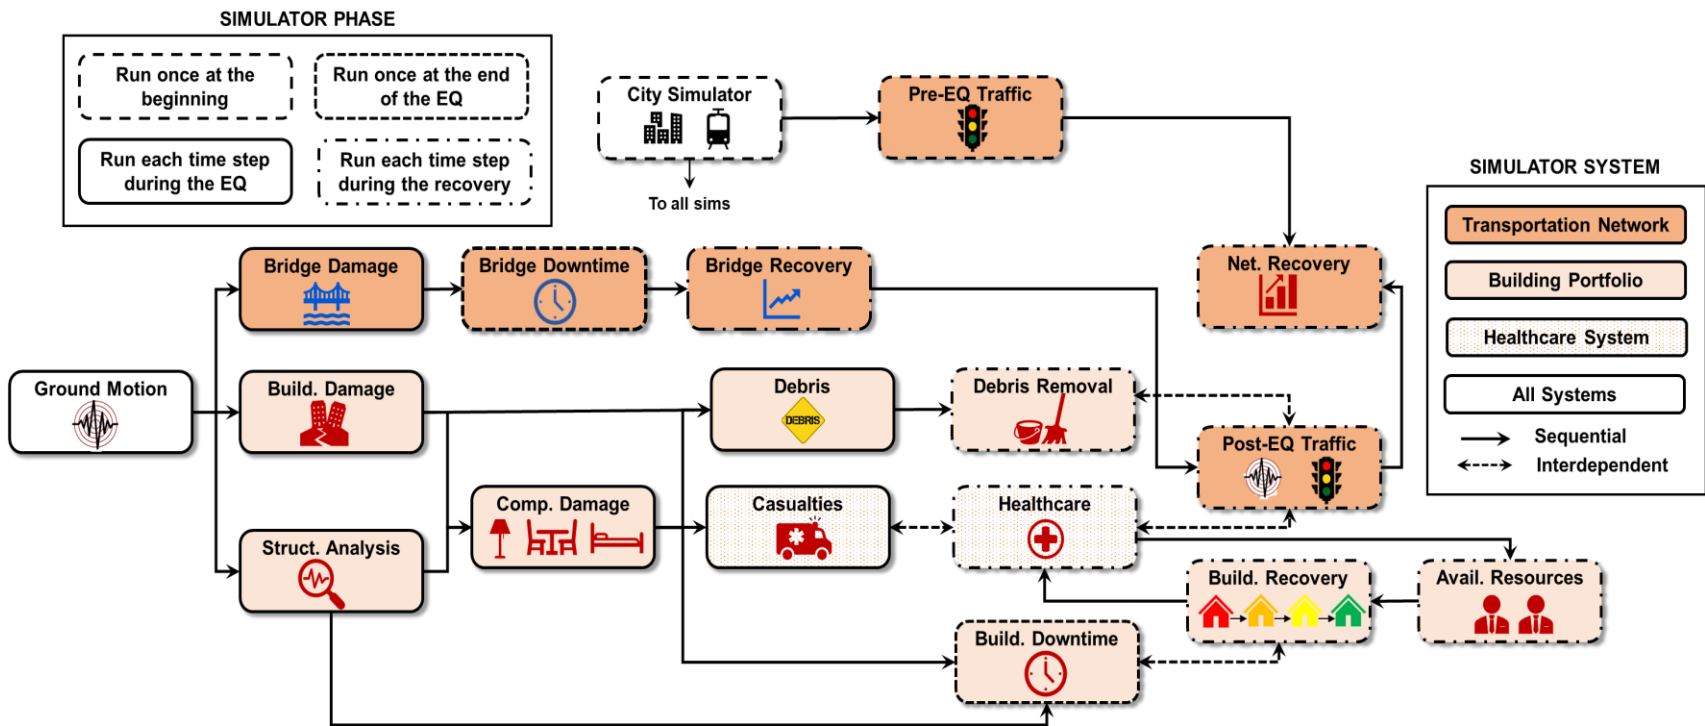 SIMULATOR PHASE
Run once at the
beginning
Run once at the end
of the EQ
Run each time step
during the EQ
Run each time step
during the recovery
City Simulator
To all sims
Pre-EQ Traffic
SIMULATOR SYSTEM
Transportation Network
Building Portfolio
Healthcare System
All Systems
Sequential
Interdependent
Bridge Damage
Bridge Downtime
Bridge Recovery
Net. Recovery
Ground Motion
Build. Damage
Debris
DEBRIS
Debris Removal
Post-EQ Traffic
Struct. Analysis
Comp. Damage
Casualties
Healthcare
Build. Recovery
Avail. Resources
Build. Downtime